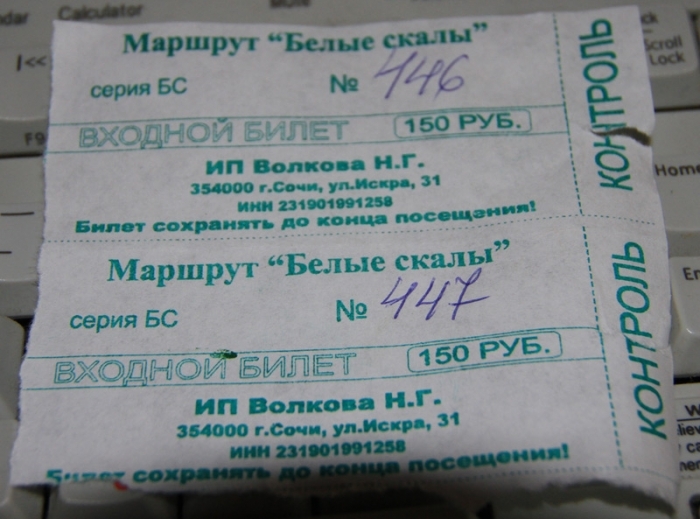 Calculator
Scroll
Lock
F9
Home
Маршрут “Белые скалы”
серия БС № 446
ВХОДНОЙ БИЛЕТ 150 РУБ.
ИП Волкова Н.Г.
354000 г.Сочи, ул.Искра, 31
ИНН 231901991258
Билет сохранять до конца посещения!
КОНТРОЛЬ
Маршрут “Белые скалы”
серия БС № 447
ВХОДНОЙ БИЛЕТ 150 РУБ.
ИП Волкова Н.Г.
354000 г.Сочи, ул.Искра, 31
ИНН 231901991258
Билет сохранять до конца посещения!
КОНТРОЛЬ